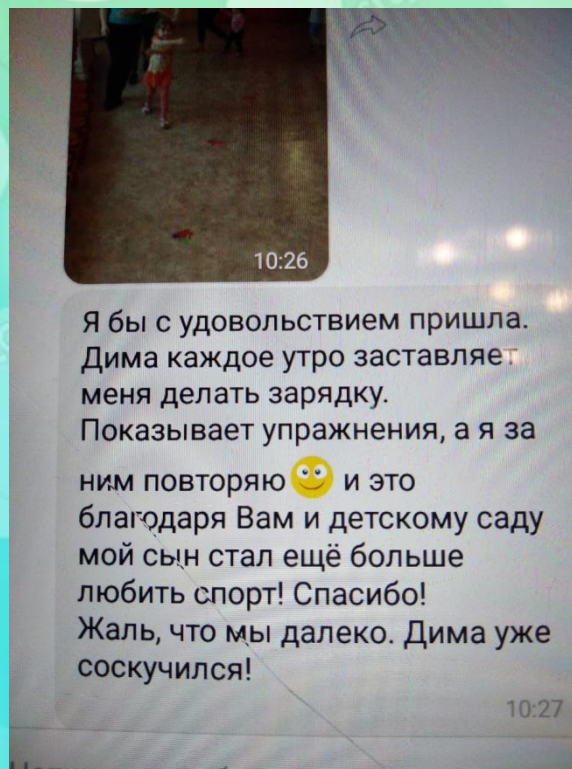 10:26
Я бы с удовольствием пришла.
Дима каждое утро заставляет
меня делать зарядку.
Показывает упражнения, а я за
ним повторяю 🙂 и это
благодаря Вам и детскому саду
мой сын стал ещё больше
любить спорт! Спасибо!
Жаль, что мы далеко. Дима уже
соскучился!
10:27